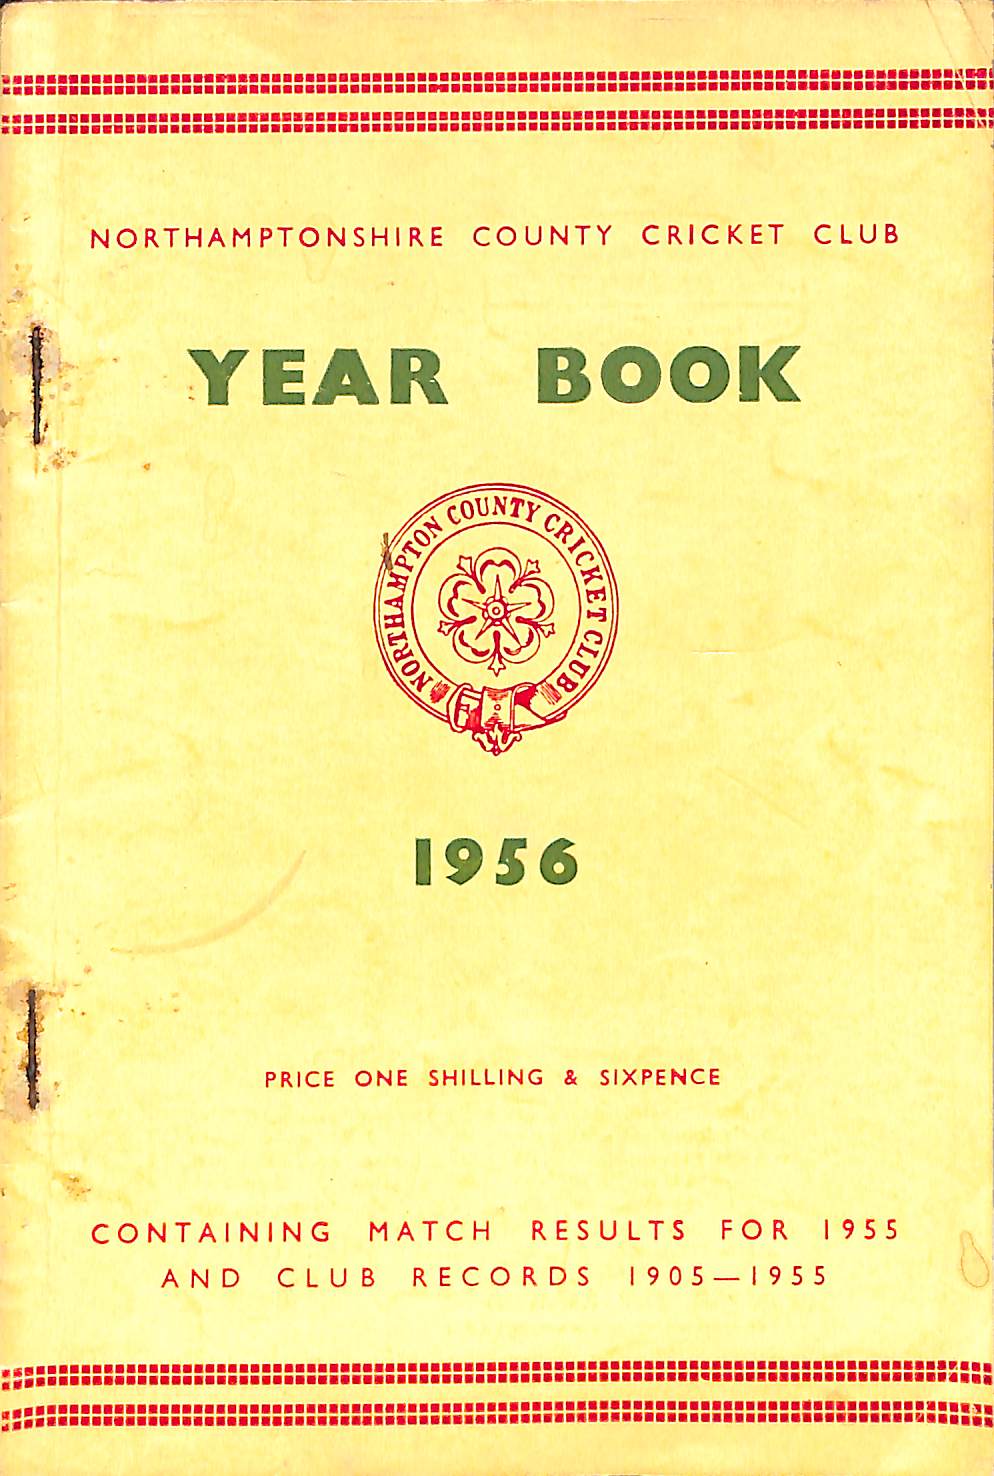 NORTHAMPTONSHIRE COUNTY CRICKET CLUB
YEAR BOOK
NORTHAMPTON COUNTY CRICKET CLUB
1956
PRICE ONE SHILLING & SIXPENCE
CONTAINING MATCH RESULTS FOR 1955
AND CLUB RECORDS 1905—1955